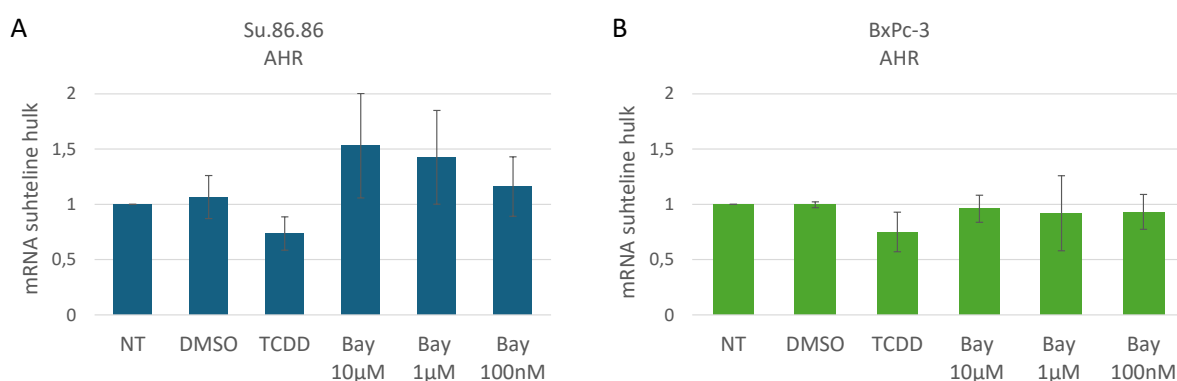 A
Su.86.86
AHR
mRNA suhteline hulk
2
1,5
1
0,5
0
NT
DMSO
TCDD
Bay
10µM
Bay
1µM
Bay
100nM
B
BxPc-3
AHR
mRNA suhteline hulk
2
1,5
1
0,5
0
NT
DMSO
TCDD
Bay
10µM
Bay
1µM
Bay
100nM